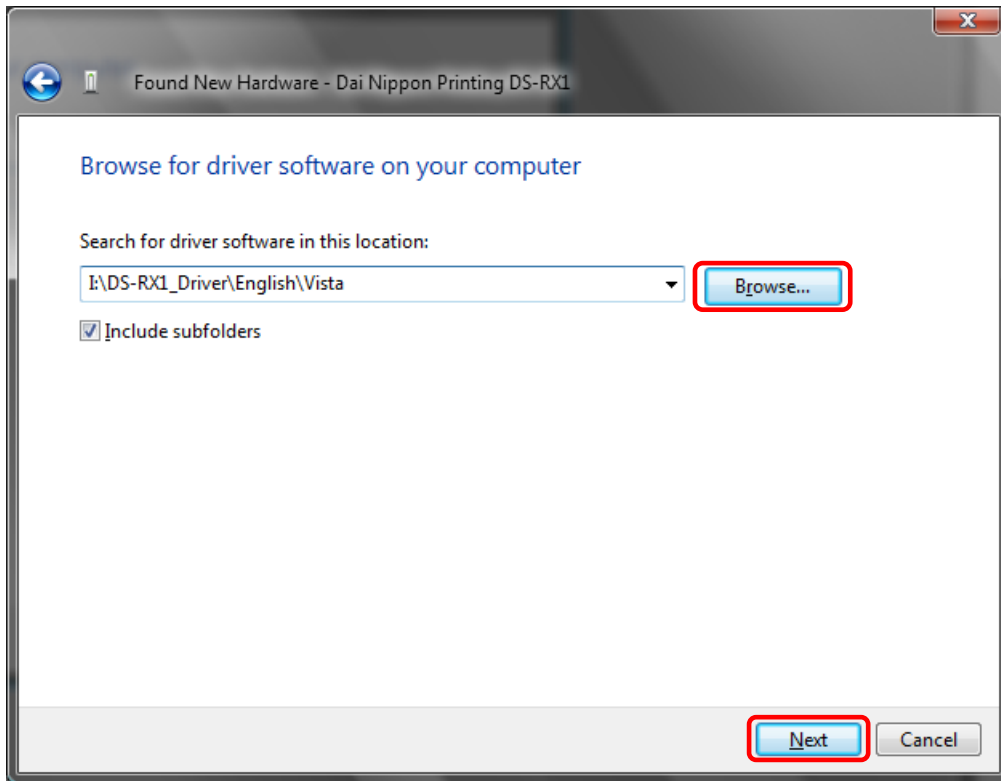 Found New Hardware - Dai Nippon Printing DS-RX1
Browse for driver software on your computer
Search for driver software in this location:
I:\DS-RX1_Driver\English\Vista
Browse...
Include subfolders
Next
Cancel